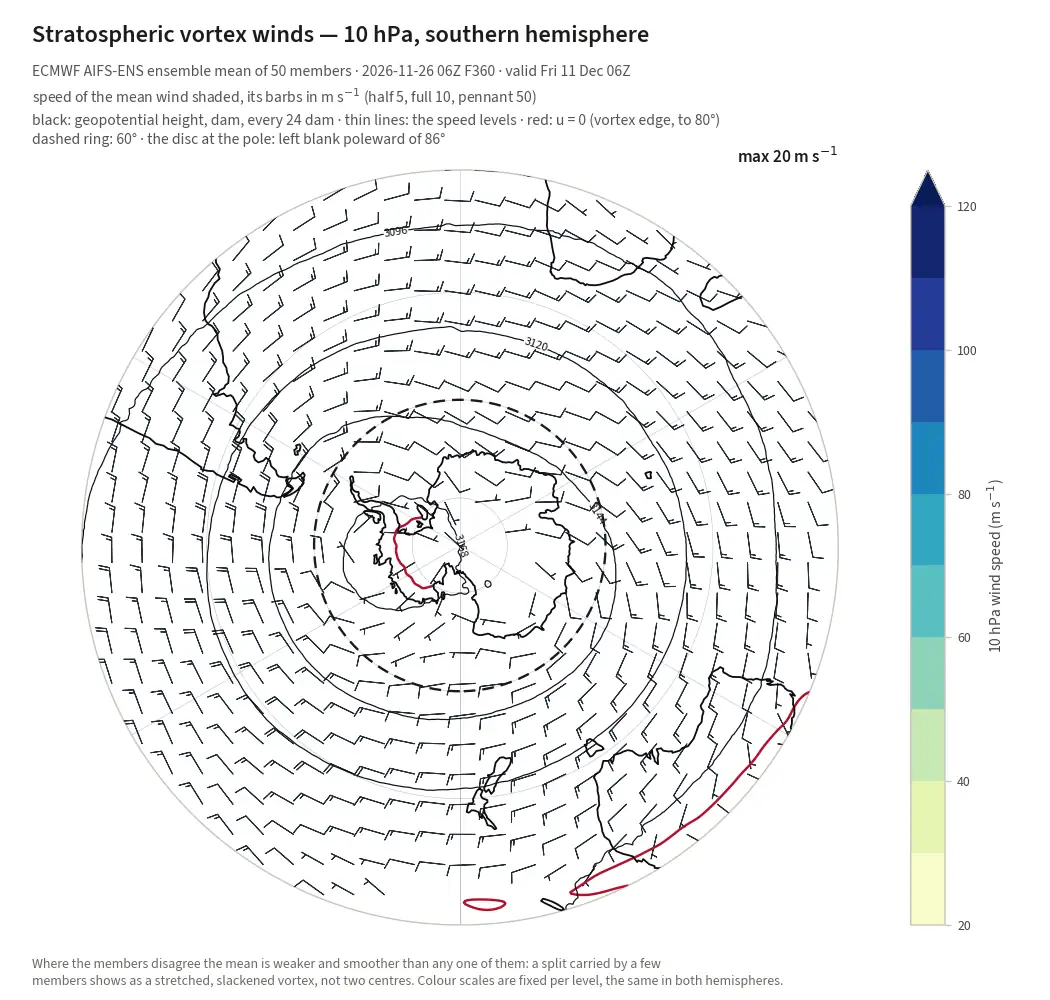 Stratospheric vortex winds — 10 hPa, southern hemisphere
ECMWF AIFS-ENS ensemble mean of 50 members · 2026-11-26 06Z F360 · valid Fri 11 Dec 06Z
speed of the mean wind shaded, its barbs in m s⁻¹ (half 5, full 10, pennant 50)
black: geopotential height, dam, every 24 dam · thin lines: the speed levels · red: u = 0 (vortex edge, to 80°)
dashed ring: 60° · the disc at the pole: left blank poleward of 86°
max 20 m s⁻¹
3096
3120
3144
3168
120
100
80
60
40
20
10 hPa wind speed (m s⁻¹)
Where the members disagree the mean is weaker and smoother than any one of them: a split carried by a few
members shows as a stretched, slackened vortex, not two centres. Colour scales are fixed per level, the same in both hemispheres.